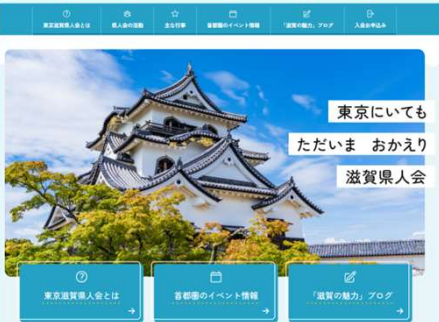 東京滋賀県人会とは
県人会の活動
主な行事
首都圏のイベント情報
「滋賀の魅力」ブログ
入会お申込み
東京にいても
ただいま　おかえり
滋賀県人会
東京滋賀県人会とは
首都圏のイベント情報
「滋賀の魅力」ブログ